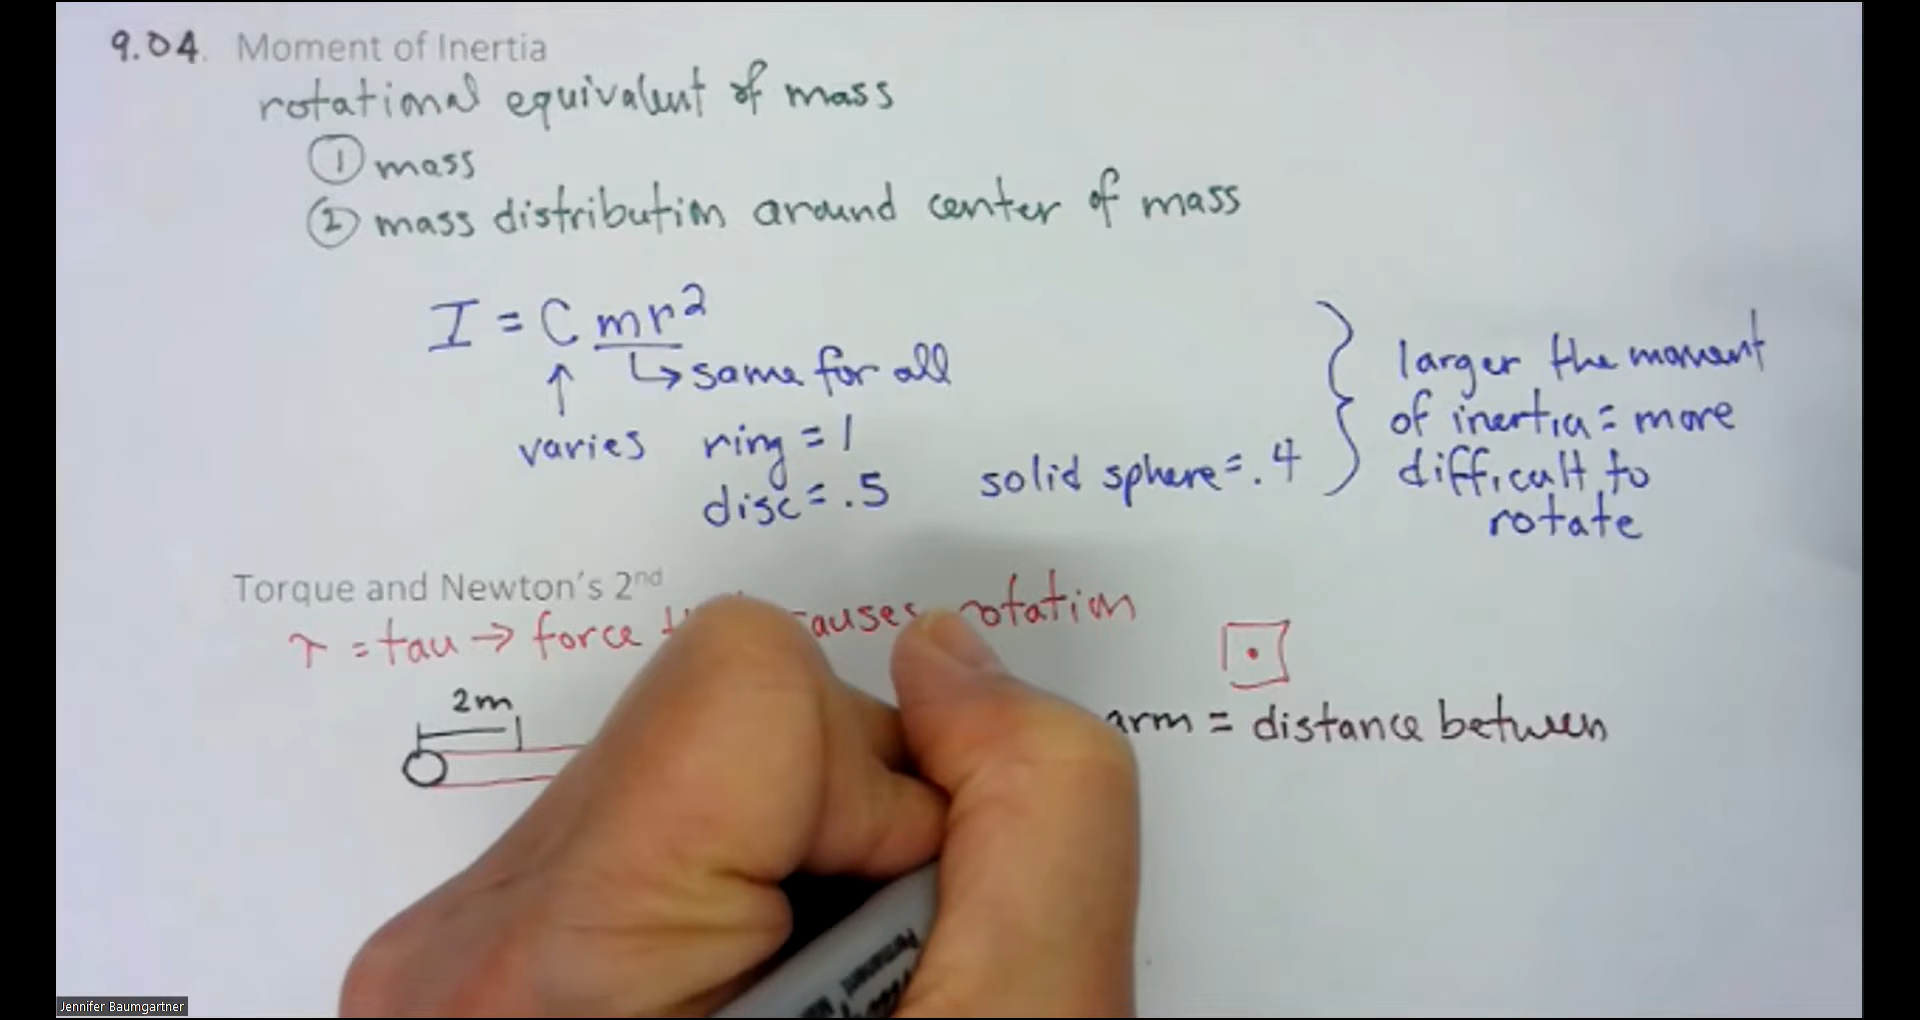 9.04. Moment of Inertia
rotational equivalent of mass
① mass
② mass distribution around center of mass
I = C mr²
↑ ↳ same for all
varies ring = 1
disc = .5 solid sphere = .4
larger the moment
of inertia = more
difficult to
rotate
Torque and Newton's 2nd
τ = tau → force causes rotation
2m
arm = distance between
Permanent
Jennifer Baumgartner